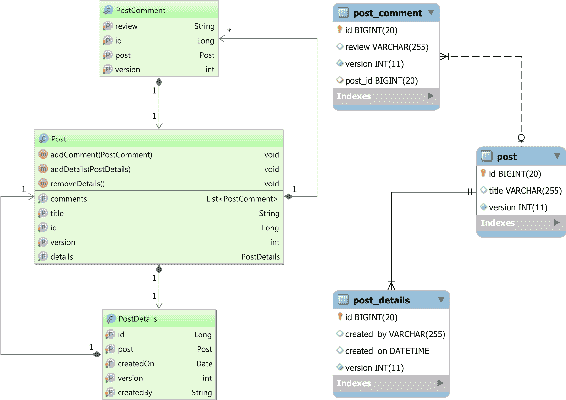 PostComment
review String
id Long
post Post
version int
*
1
1
Post
addComment(PostComment) void
addDetails(PostDetails) void
removeDetails() void
comments List<PostComment>
title String
id Long
version int
details PostDetails
1
1
1
1
PostDetails
id Long
post Post
createdOn Date
version int
createdBy String
1
post_comment
id BIGINT(20)
review VARCHAR(255)
version INT(11)
post_id BIGINT(20)
Indexes
post
id BIGINT(20)
title VARCHAR(255)
version INT(11)
Indexes
post_details
id BIGINT(20)
created_by VARCHAR(255)
created_on DATETIME
version INT(11)
Indexes